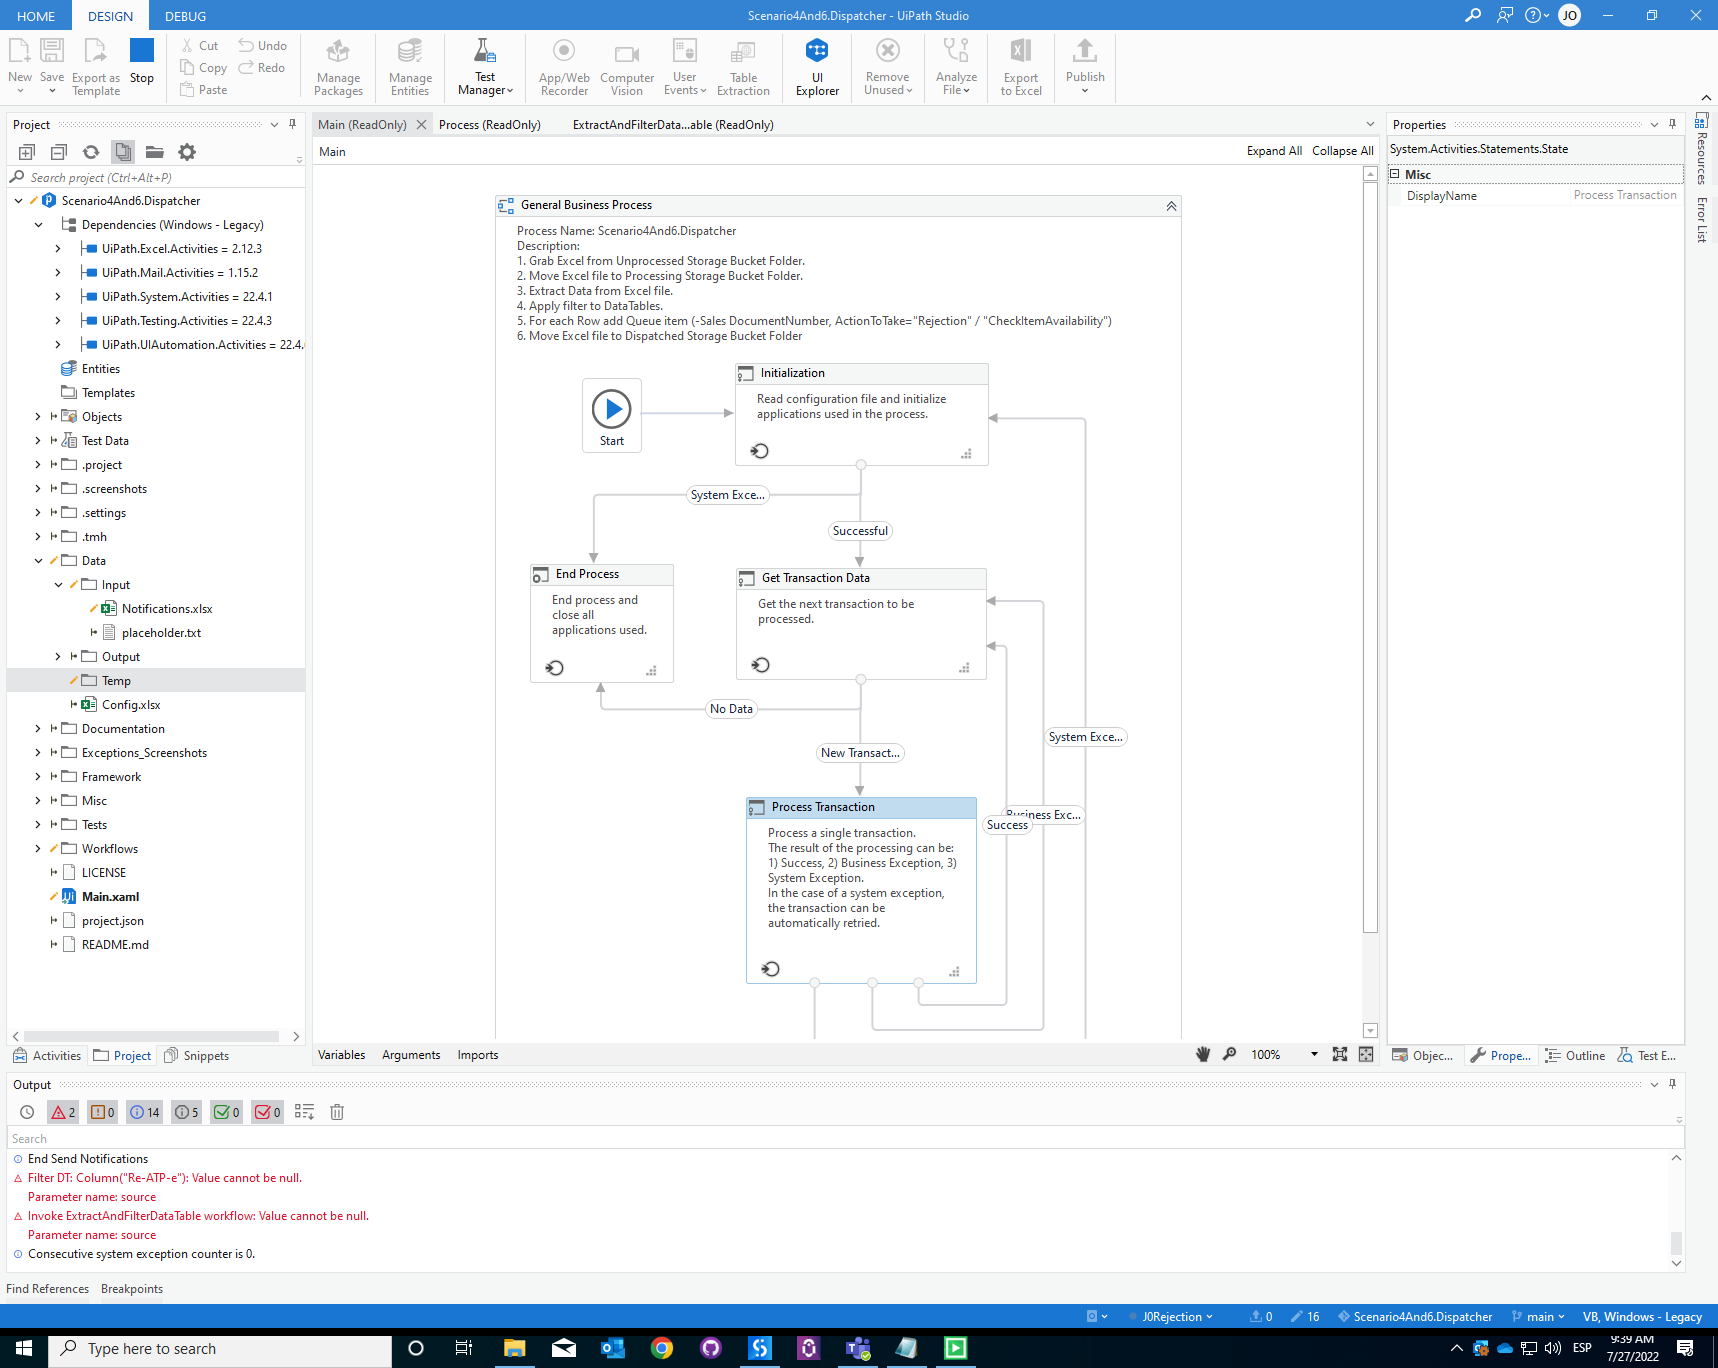 HOME
DESIGN
DEBUG
Scenario4And6.Dispatcher - UiPath Studio
JO
New
Save
Export as Template
Stop
Cut
Copy
Paste
Undo
Redo
Manage Packages
Manage Entities
Test Manager
App/Web Recorder
Computer Vision
User Events
Table Extraction
UI Explorer
Remove Unused
Analyze File
Export to Excel
Publish
Project
Search project (Ctrl+Alt+P)
Scenario4And6.Dispatcher
Dependencies (Windows - Legacy)
UiPath.Excel.Activities = 2.12.3
UiPath.Mail.Activities = 1.15.2
UiPath.System.Activities = 22.4.1
UiPath.Testing.Activities = 22.4.3
UiPath.UIAutomation.Activities = 22.4.
Entities
Templates
Objects
Test Data
.project
.screenshots
.settings
.tmh
Data
Input
Notifications.xlsx
placeholder.txt
Output
Temp
Config.xlsx
Documentation
Exceptions_Screenshots
Framework
Misc
Tests
Workflows
LICENSE
Main.xaml
project.json
README.md
Activities
Project
Snippets
Main (ReadOnly)
Process (ReadOnly)
ExtractAndFilterData...able (ReadOnly)
Main
Expand All
Collapse All
General Business Process
Process Name: Scenario4And6.Dispatcher
Description:
1. Grab Excel from Unprocessed Storage Bucket Folder.
2. Move Excel file to Processing Storage Bucket Folder.
3. Extract Data from Excel file.
4. Apply filter to DataTables.
5. For each Row add Queue item (-Sales DocumentNumber, ActionToTake="Rejection" / "CheckItemAvailability")
6. Move Excel file to Dispatched Storage Bucket Folder
Start
Initialization
Read configuration file and initialize
applications used in the process.
System Exce...
Successful
End Process
End process and
close all
applications used.
Get Transaction Data
Get the next transaction to be
processed.
No Data
New Transact...
System Exce...
Business Exc...
Success
Process Transaction
Process a single transaction.
The result of the processing can be:
1) Success, 2) Business Exception, 3)
System Exception.
In the case of a system exception,
the transaction can be
automatically retried.
Variables
Arguments
Imports
100%
Properties
System.Activities.Statements.State
Misc
DisplayName
Process Transaction
Resources
Error List
Objec...
Prope...
Outline
Test E...
Output
2
0
14
5
0
0
Search
End Send Notifications
Filter DT: Column("Re-ATP-e"): Value cannot be null.
Parameter name: source
Invoke ExtractAndFilterDataTable workflow: Value cannot be null.
Parameter name: source
Consecutive system exception counter is 0.
Find References
Breakpoints
J0Rejection
0
16
Scenario4And6.Dispatcher
main
VB, Windows - Legacy
Type here to search
ESP
9:39 AM
7/27/2022